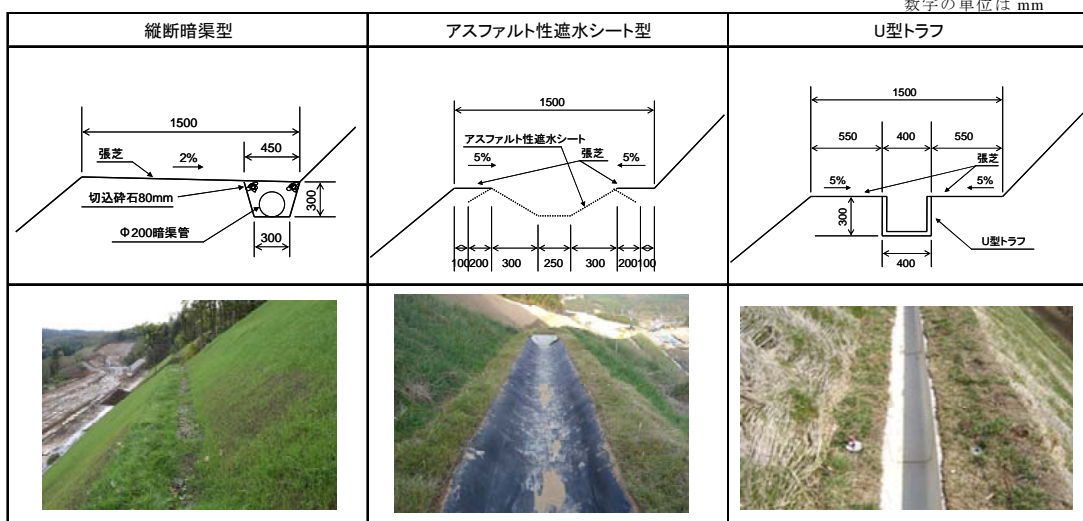 数字の単位は mm
縦断暗渠型
アスファルト性遮水シート型
U型トラフ
1500
450
張芝
2%
切込砕石80mm
Φ200暗渠管
300
300
1500
アスファルト性遮水シート
張芝
5%
5%
100
200
300
250
300
200
100
1500
550
400
550
張芝
5%
5%
300
U型トラフ
400